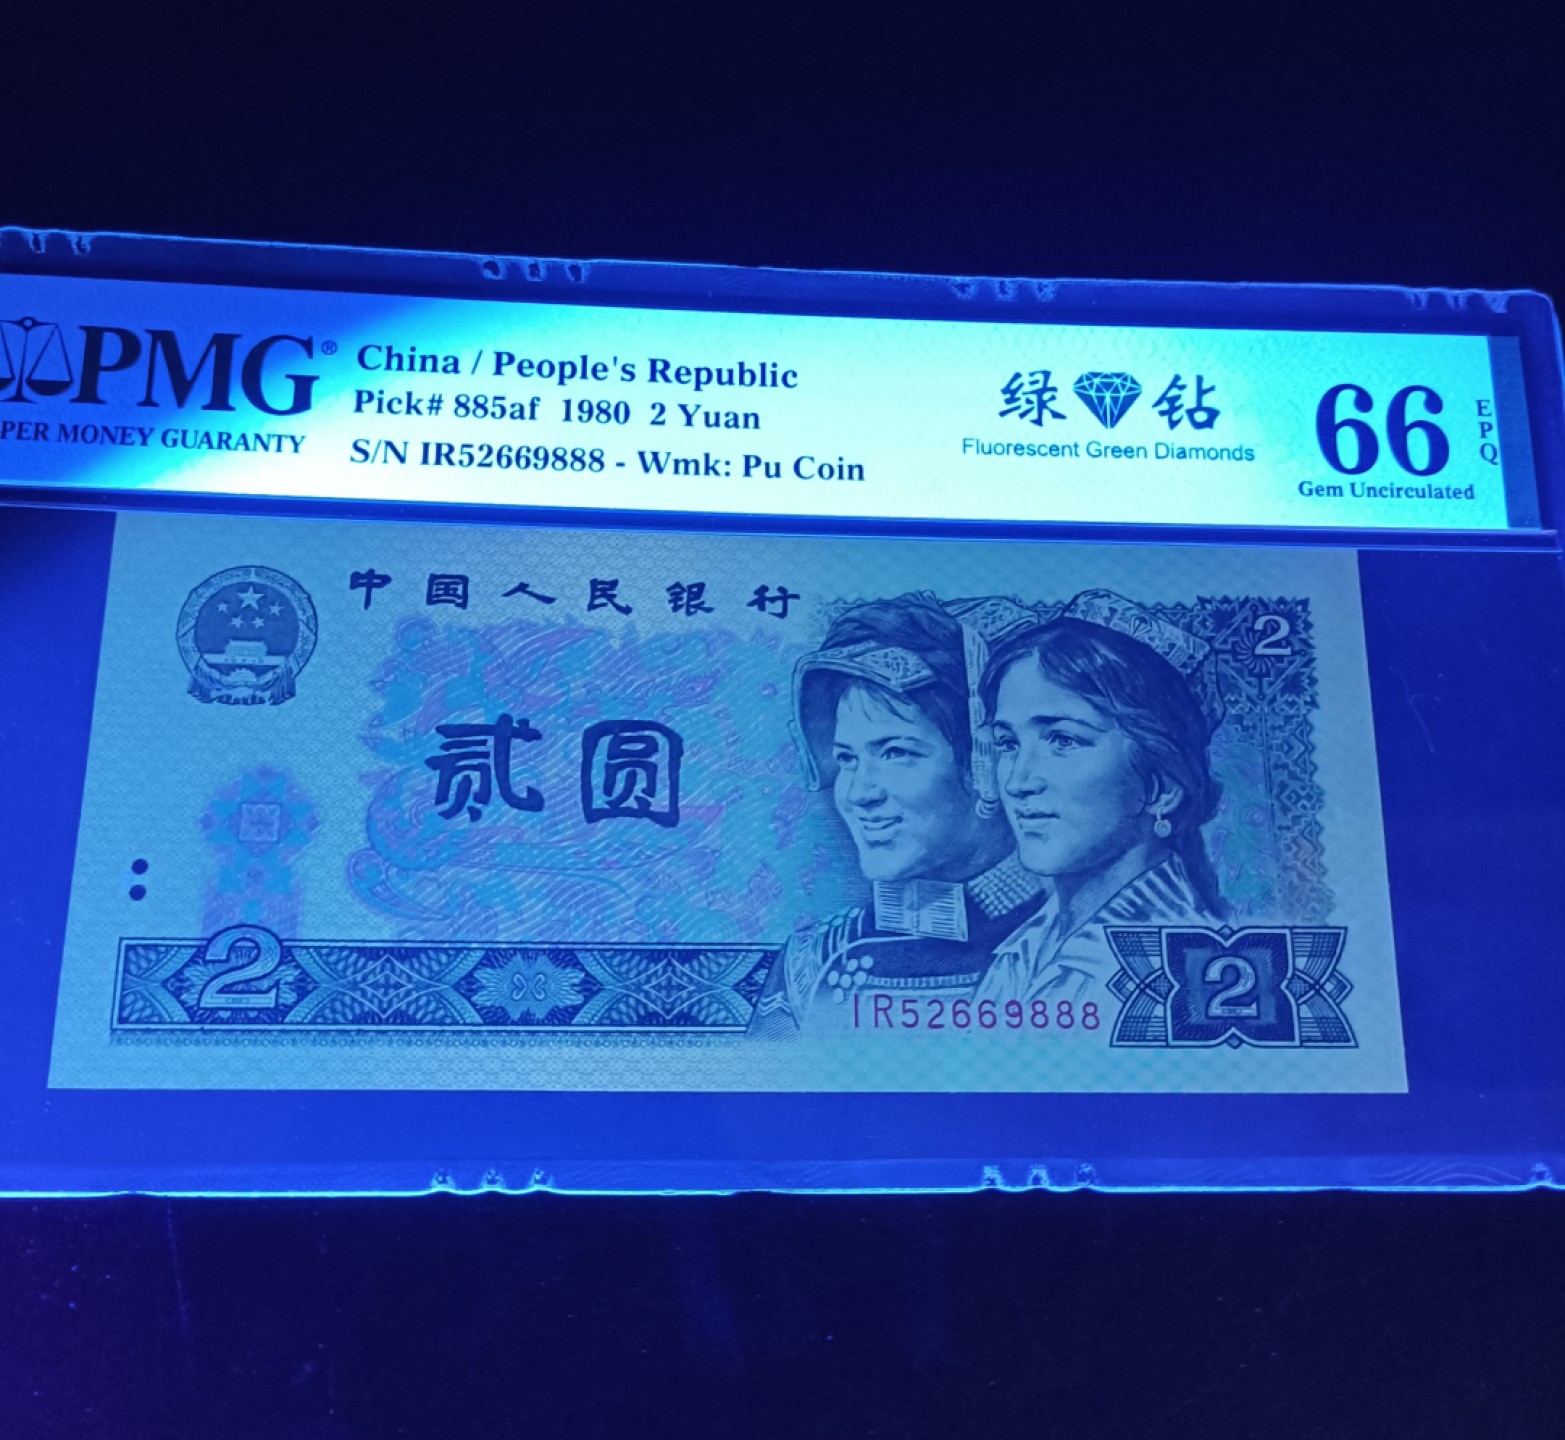 PMG®
PER MONEY GUARANTY
China / People's Republic
Pick# 885af 1980 2 Yuan
S/N IR52669888 - Wmk: Pu Coin
绿 钻
Fluorescent Green Diamonds
66
EPQ
Gem Uncirculated
中国人民银行
2
贰圆
2
IR52669888
2